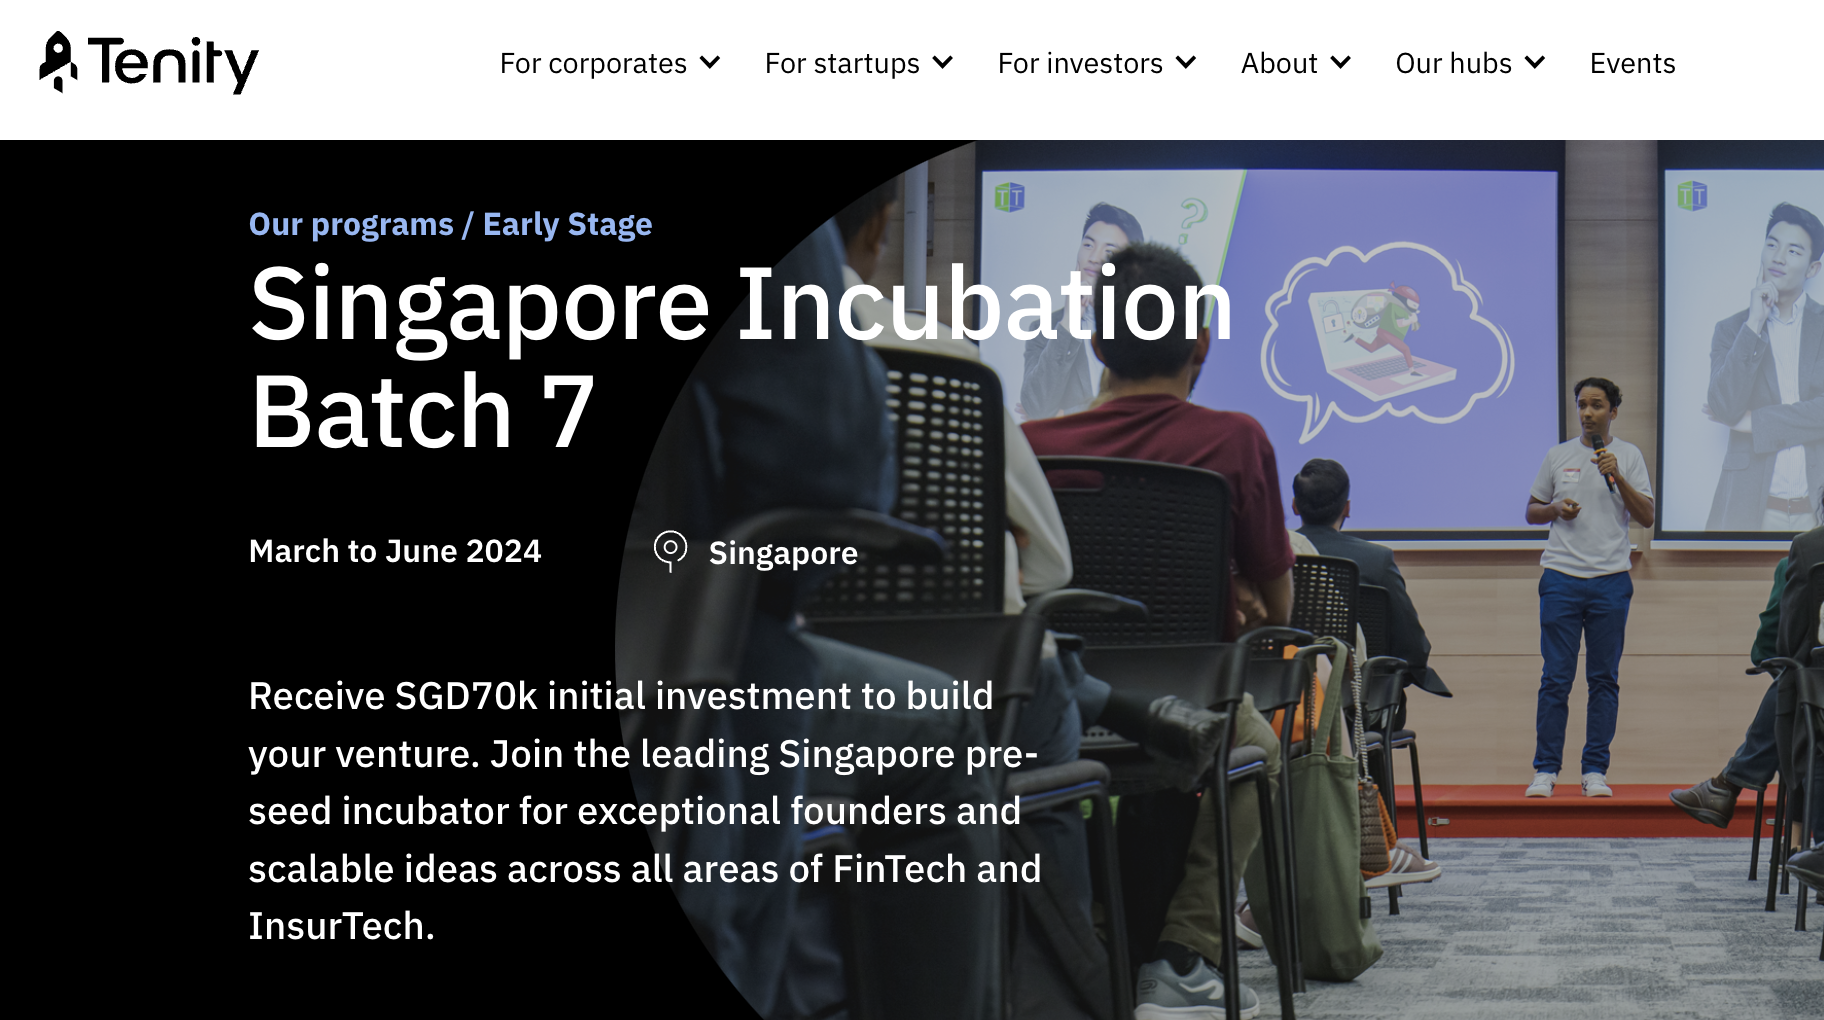 Tenity
For corporates
For startups
For investors
About
Our hubs
Events
Our programs / Early Stage
Singapore Incubation
Batch 7
March to June 2024
Singapore
Receive SGD70k initial investment to build
your venture. Join the leading Singapore pre-
seed incubator for exceptional founders and
scalable ideas across all areas of FinTech and
InsurTech.
TT
?
TT